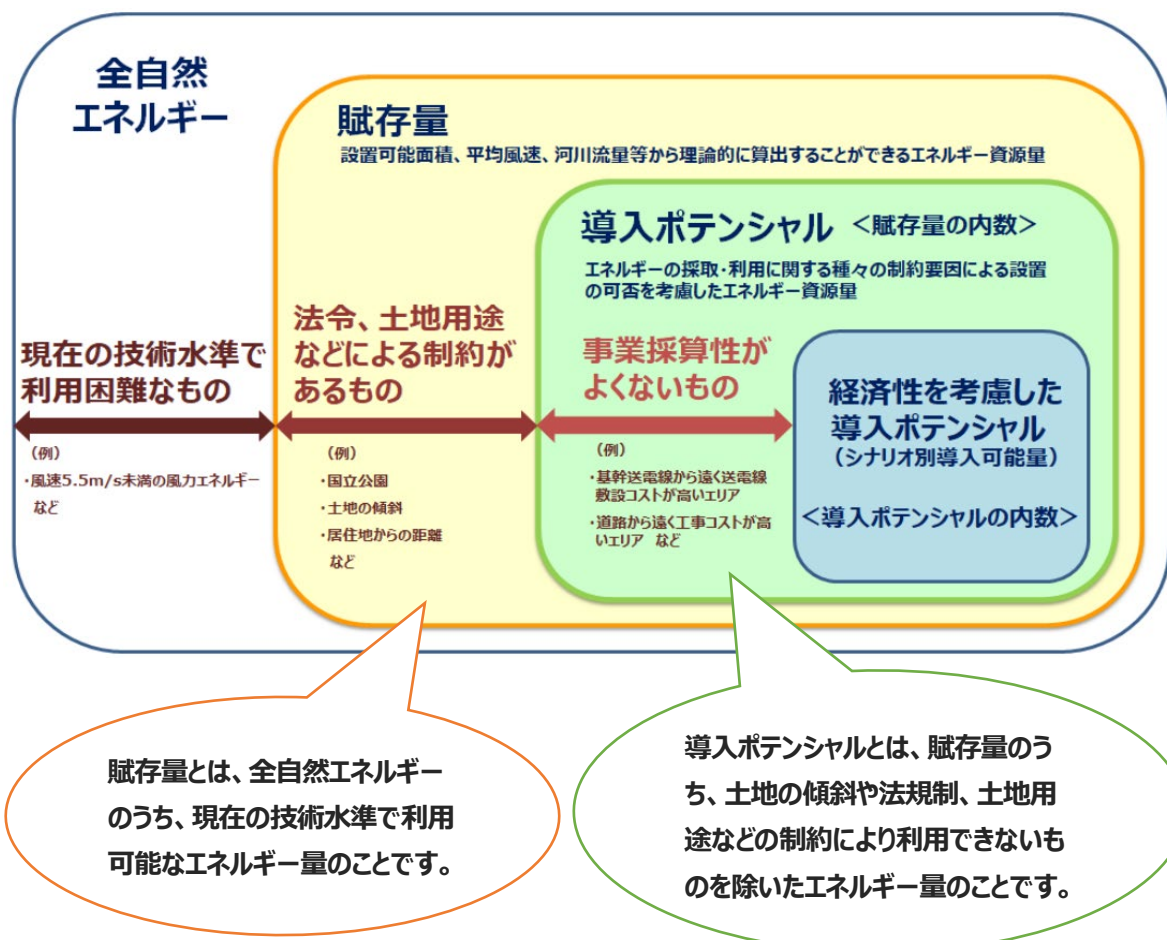 全自然
エネルギー
賦存量
設置可能面積、平均風速、河川流量等から理論的に算出することができるエネルギー資源量
導入ポテンシャル <賦存量の内数>
エネルギーの採取・利用に関する種々の制約要因による設置
の可否を考慮したエネルギー資源量
現在の技術水準で
利用困難なもの
(例)
・風速5.5m/s未満の風力エネルギー
など
法令、土地用途
などによる制約が
あるもの
(例)
・国立公園
・土地の傾斜
・居住地からの距離
など
事業採算性が
よくないもの
(例)
・基幹送電線から遠く送電線
敷設コストが高いエリア
・道路から遠く工事コストが高
いエリア など
経済性を考慮した
導入ポテンシャル
(シナリオ別導入可能量)
<導入ポテンシャルの内数>
賦存量とは、全自然エネルギー
のうち、現在の技術水準で利用
可能なエネルギー量のことです。
導入ポテンシャルとは、賦存量のう
ち、土地の傾斜や法規制、土地用
途などの制約により利用できないも
のを除いたエネルギー量のことです。